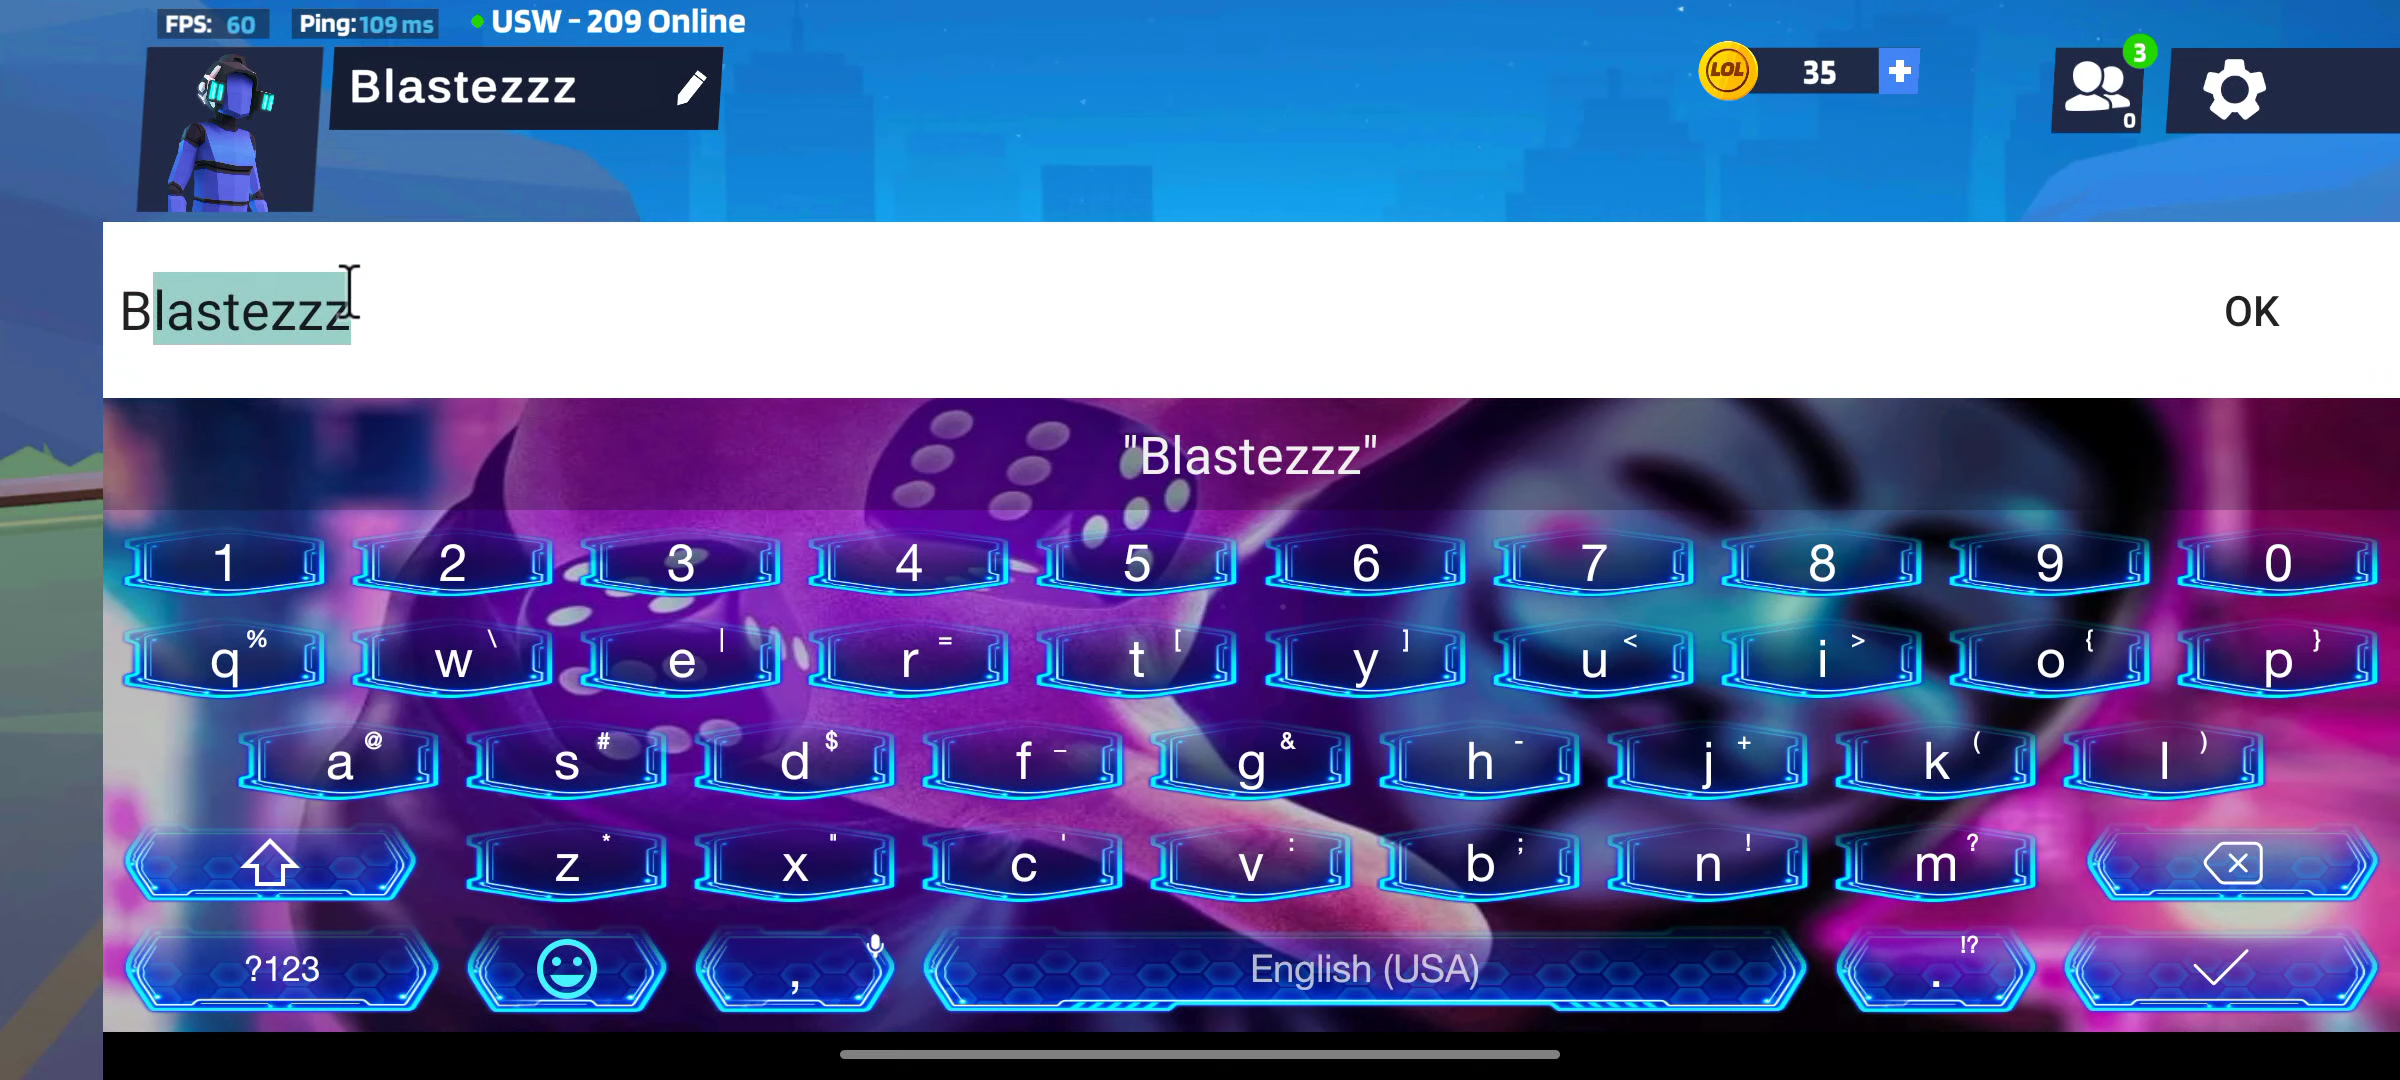 FPS: 60 Ping: 109 ms USW - 209 Online
Blastezzz
LOL 35
3
0
Blastezzz
OK
"Blastezzz"
1 2 3 4 5 6 7 8 9 0
q % w \ e | r = t [ y ] u < i > o { p }
a @ s # d $ f _ g & h - j + k ( l )
z * x " c ' v : b ; n ! m ?
?123 , English (USA) . !?